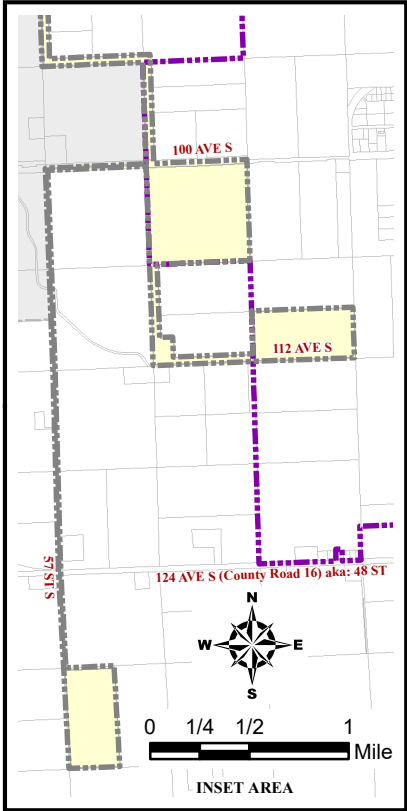 100 AVE S
112 AVE S
57 ST S
124 AVE S (County Road 16) aka: 48 ST
N
W E
S
0 1/4 1/2 1
Mile
INSET AREA